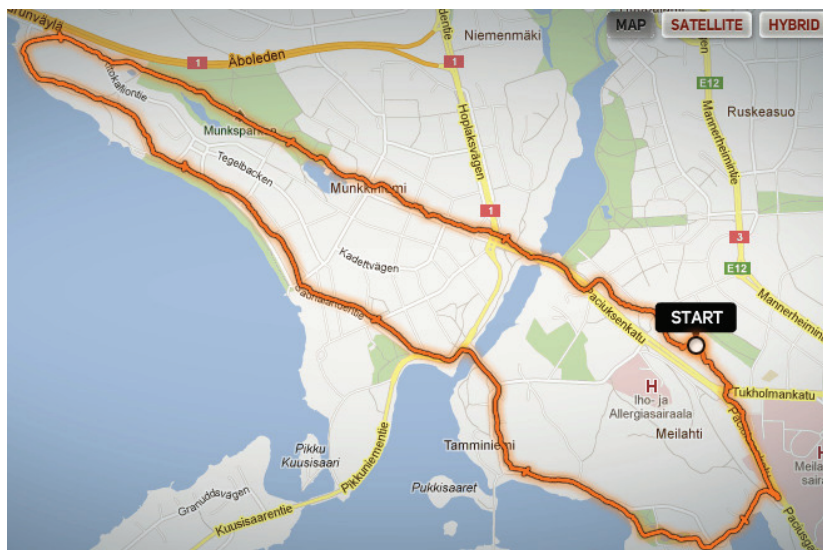 MAP
SATELLITE
HYBRID
Niemenmäki
1
Åboleden
1
E12
Ruskeasuo
Hoplaksvägen
Mannerheimintie
Tegelbacken
Munkkiniemi
1
3
E12
Kadettvägen
Paciuksenkatu
START
H
Iho- ja
Allergiasairaala
Tukholmankatu
Meilahti
H
Tamminiemi
Pikku
Kuusisaari
Pikkuniementie
Pukkisaaret
Granuddsvägen
Kuusisaarentie